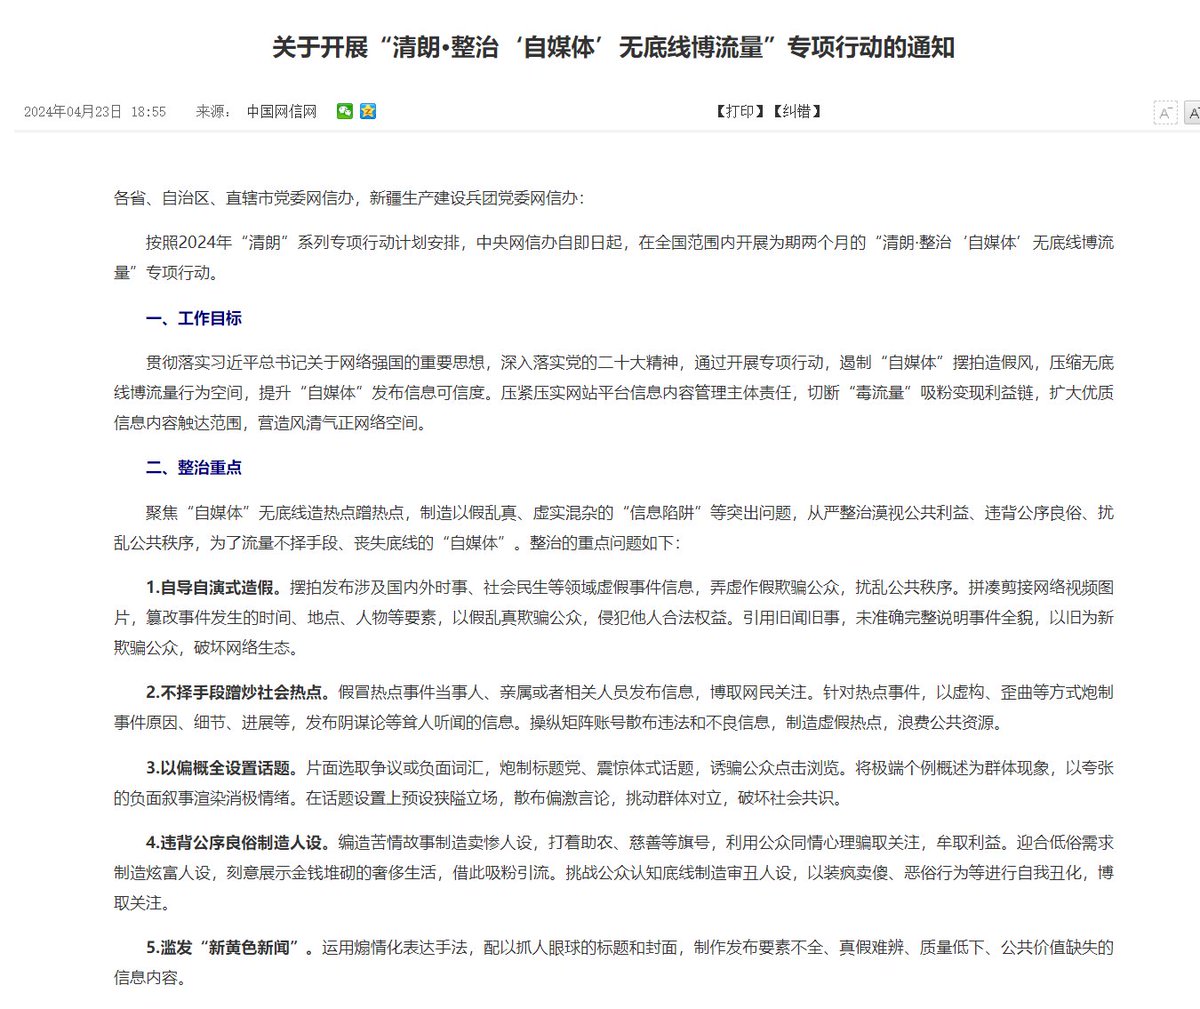 关于开展“清朗·整治‘自媒体’无底线博流量”专项行动的通知
2024年04月23日 18:55 来源： 中国网信网 【打印】【纠错】 A⁻ A
各省、自治区、直辖市党委网信办，新疆生产建设兵团党委网信办：
按照2024年“清朗”系列专项行动计划安排，中央网信办自即日起，在全国范围内开展为期两个月的“清朗·整治‘自媒体’无底线博流
量”专项行动。
一、工作目标
贯彻落实习近平总书记关于网络强国的重要思想，深入落实党的二十大精神，通过开展专项行动，遏制“自媒体”摆拍造假风，压缩无底
线博流量行为空间，提升“自媒体”发布信息可信度。压紧压实网站平台信息内容管理主体责任，切断“毒流量”吸粉变现利益链，扩大优质
信息内容触达范围，营造风清气正网络空间。
二、整治重点
聚焦“自媒体”无底线造热点蹭热点，制造以假乱真、虚实混杂的“信息陷阱”等突出问题，从严整治漠视公共利益、违背公序良俗、扰
乱公共秩序，为了流量不择手段、丧失底线的“自媒体”。整治的重点问题如下：
1.自导自演式造假。摆拍发布涉及国内外时事、社会民生等领域虚假事件信息，弄虚作假欺骗公众，扰乱公共秩序。拼凑剪接网络视频图
片，篡改事件发生的时间、地点、人物等要素，以假乱真欺骗公众，侵犯他人合法权益。引用旧闻旧事，未准确完整说明事件全貌，以旧为新
欺骗公众，破坏网络生态。
2.不择手段蹭炒社会热点。假冒热点事件当事人、亲属或者相关人员发布信息，博取网民关注。针对热点事件，以虚构、歪曲等方式炮制
事件原因、细节、进展等，发布阴谋论等耸人听闻的信息。操纵矩阵账号散布违法和不良信息，制造虚假热点，浪费公共资源。
3.以偏概全设置话题。片面选取争议或负面词汇，炮制标题党、震惊体式话题，诱骗公众点击浏览。将极端个例概述为群体现象，以夸张
的负面叙事渲染消极情绪。在话题设置上预设狭隘立场，散布偏激言论，挑动群体对立，破坏社会共识。
4.违背公序良俗制造人设。编造苦情故事制造卖惨人设，打着助农、慈善等旗号，利用公众同情心理骗取关注，牟取利益。迎合低俗需求
制造炫富人设，刻意展示金钱堆砌的奢侈生活，借此吸粉引流。挑战公众认知底线制造审丑人设，以装疯卖傻、恶俗行为等进行自我丑化，博
取关注。
5.滥发“新黄色新闻”。运用煽情化表达手法，配以抓人眼球的标题和封面，制作发布要素不全、真假难辨、质量低下、公共价值缺失的
信息内容。